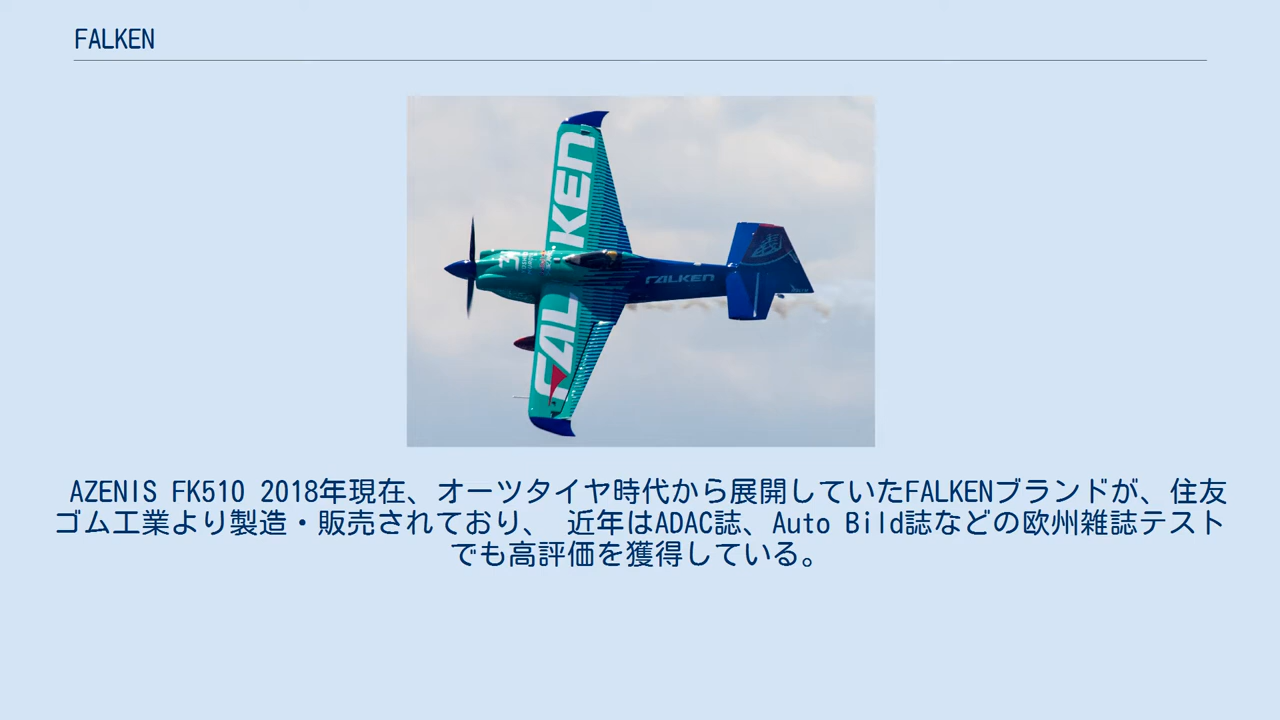 FALKEN
FALKEN
FALKEN
AZENIS FK510 2018年現在、オーツタイヤ時代から展開していたFALKENブランドが、住友
ゴム工業より製造・販売されており、 近年はADAC誌、Auto Bild誌などの欧州雑誌テスト
でも高評価を獲得している。